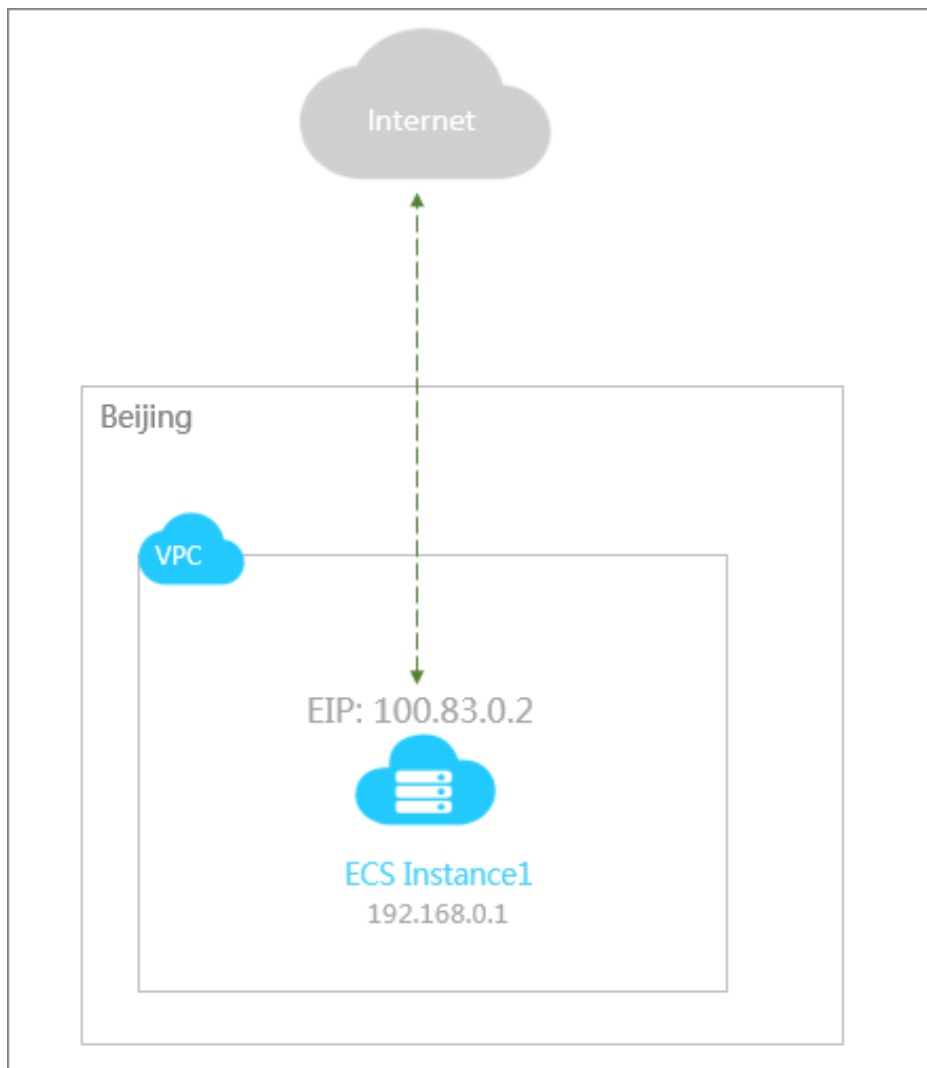 Internet
Beijing
VPC
EIP: 100.83.0.2
ECS Instance1
192.168.0.1